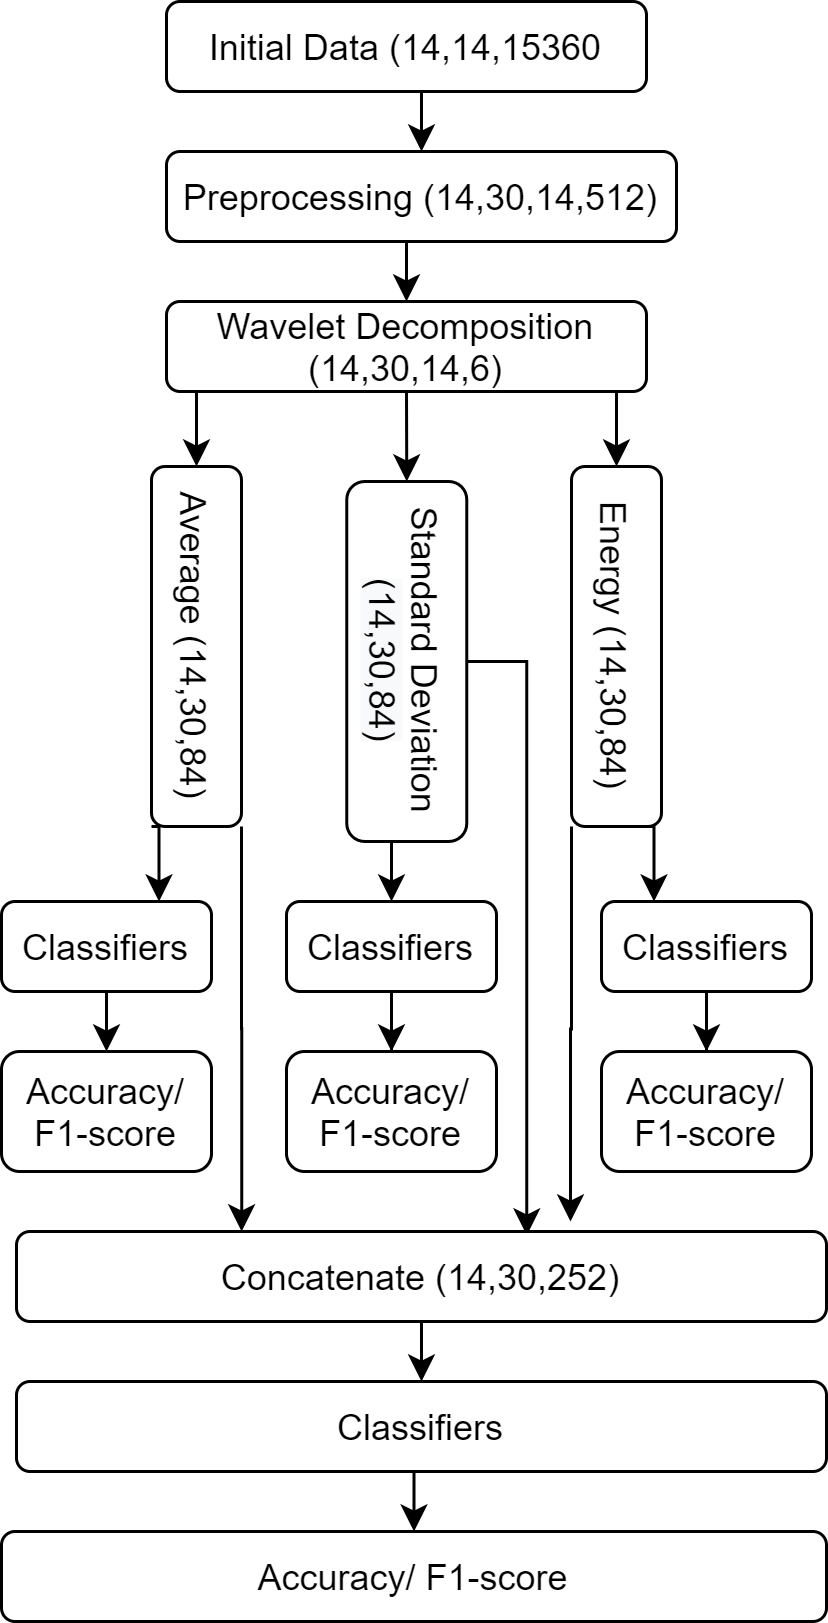 Initial Data (14,14,15360
Preprocessing (14,30,14,512)
Wavelet Decomposition
(14,30,14,6)
Average (14,30,84)
Standard Deviation
(14,30,84)
Energy (14,30,84)
Classifiers
Classifiers
Classifiers
Accuracy/
F1-score
Accuracy/
F1-score
Accuracy/
F1-score
Concatenate (14,30,252)
Classifiers
Accuracy/ F1-score